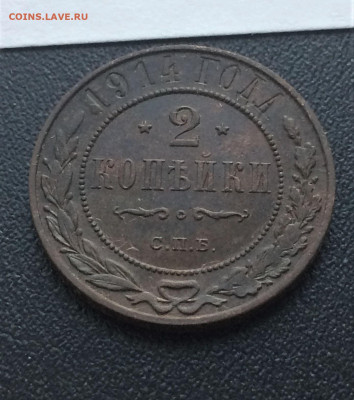 COINS.LAVE.RU
1914 ГОДА
2
КОПѢЙКИ
С.П.Б.